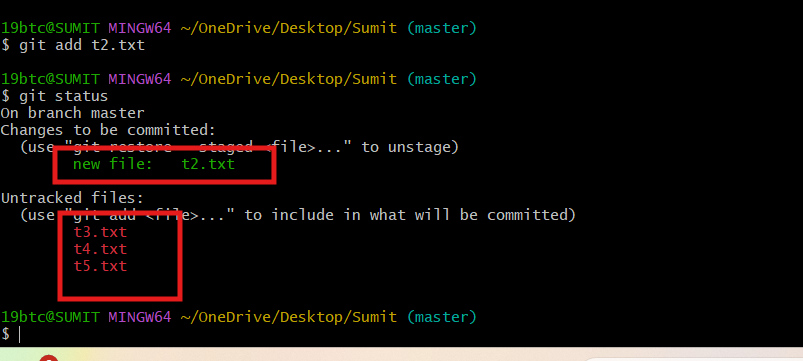 19btc@SUMIT MINGW64 ~/OneDrive/Desktop/Sumit (master)
$ git add t2.txt
19btc@SUMIT MINGW64 ~/OneDrive/Desktop/Sumit (master)
$ git status
On branch master
Changes to be committed:
(use "git restore --staged <file>..." to unstage)
new file: t2.txt
Untracked files:
(use "git add <file>..." to include in what will be committed)
t3.txt
t4.txt
t5.txt
19btc@SUMIT MINGW64 ~/OneDrive/Desktop/Sumit (master)
$